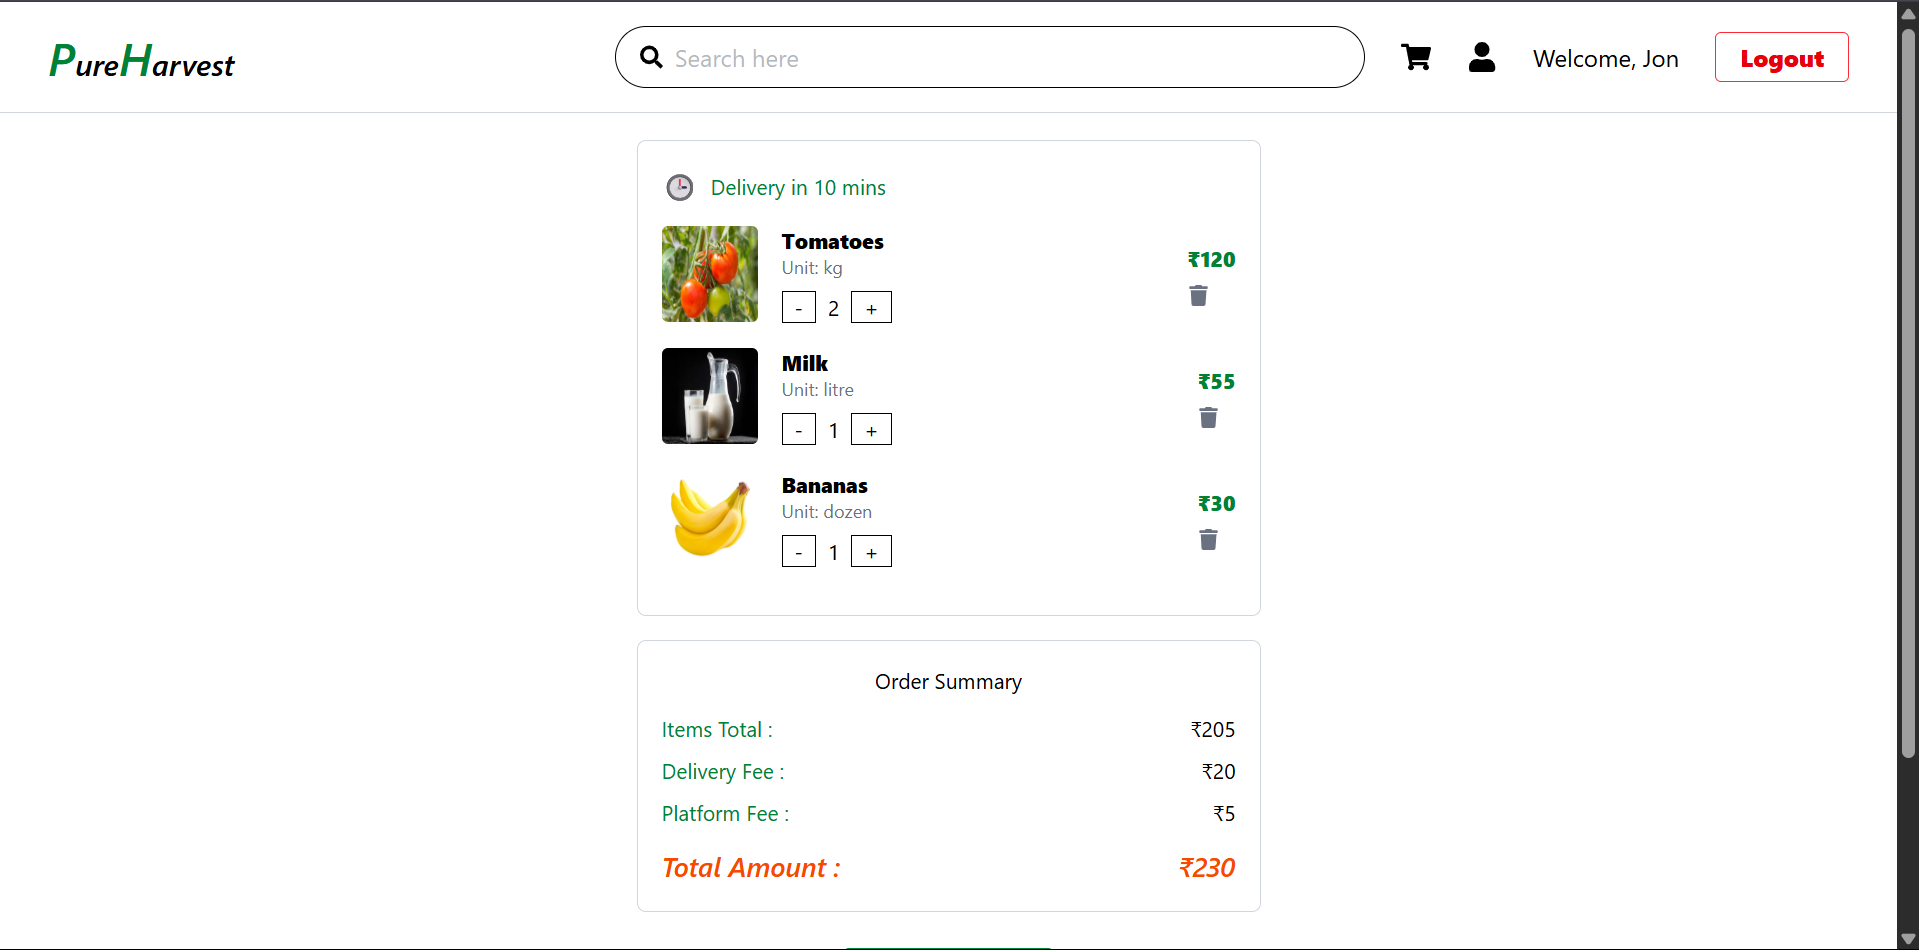 PureHarvest
Search here
Welcome, Jon
Logout
Delivery in 10 mins
Tomatoes
Unit: kg
- 2 +
₹120
Milk
Unit: litre
- 1 +
₹55
Bananas
Unit: dozen
- 1 +
₹30
Order Summary
Items Total : ₹205
Delivery Fee : ₹20
Platform Fee : ₹5
Total Amount : ₹230